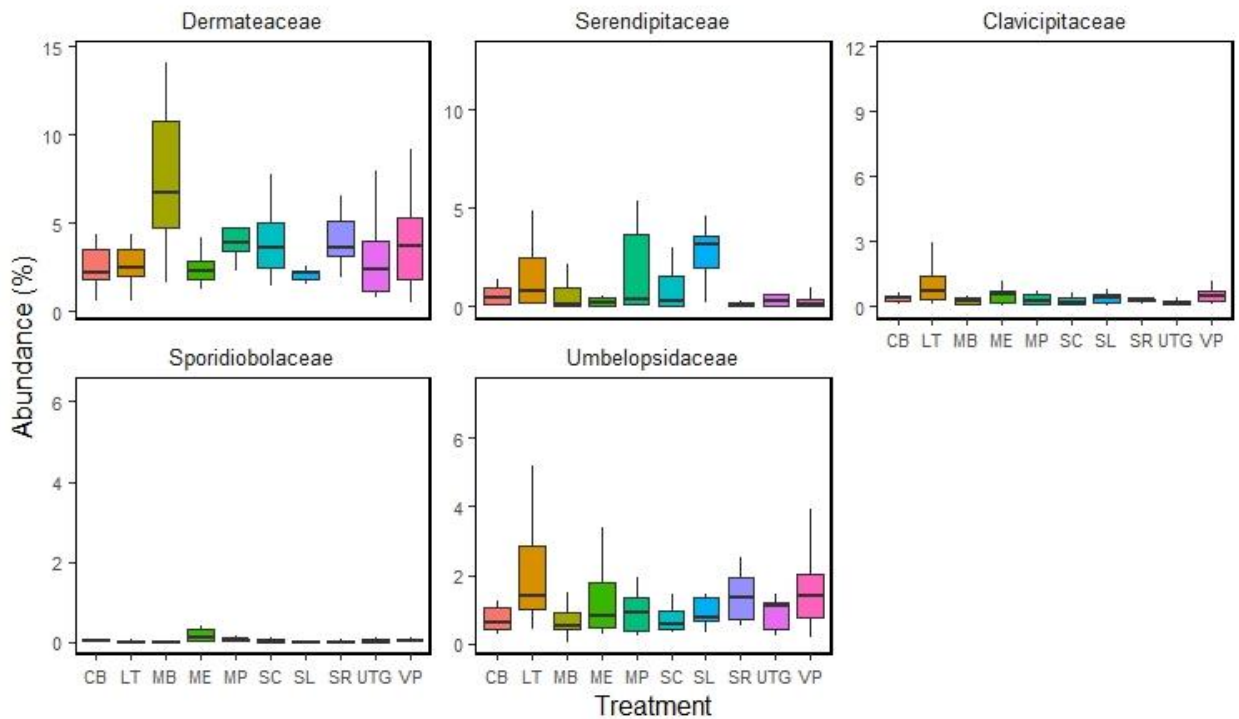 Dermateaceae Serendipitaceae Clavicipitaceae
15
10
5
0
10
5
0
12
9
6
3
0
CB LT MB ME MP SC SL SR UTG VP
Sporidiobolaceae Umbelopsidaceae
Abundance (%)
6
4
2
0
6
4
2
0
CB LT MB ME MP SC SL SR UTG VP
CB LT MB ME MP SC SL SR UTG VP
Treatment